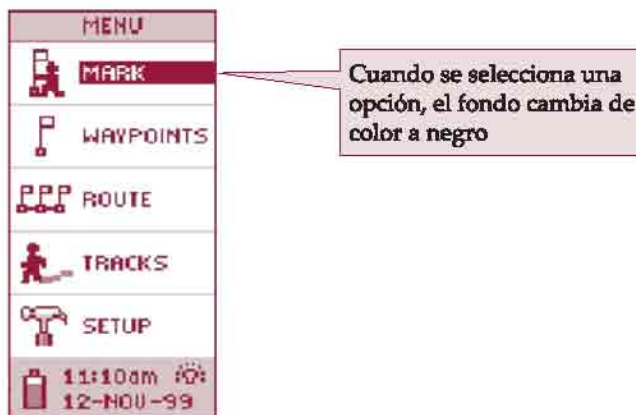 MENU
MARK
Cuando se selecciona una
opción, el fondo cambia de
color a negro
WAYPOINTS
ROUTE
TRACKS
SETUP
11:10am
12-NOV-99